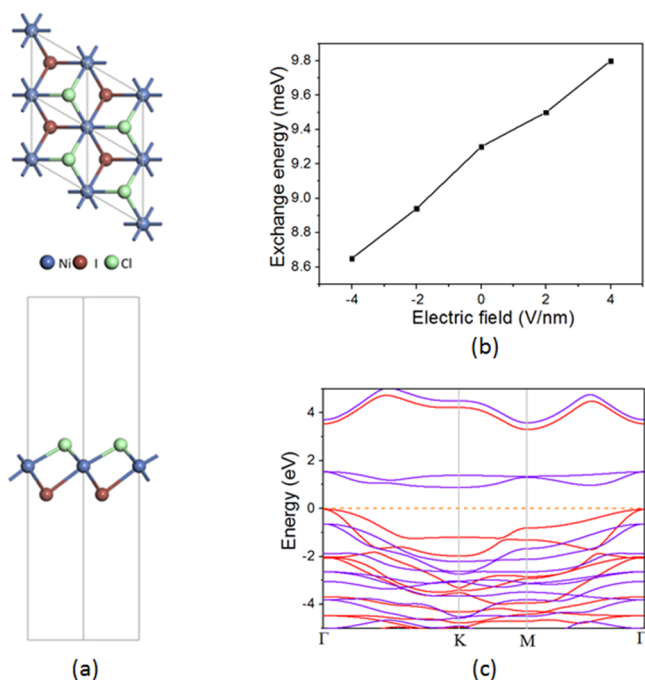 Ni I Cl
(a)
Exchange energy (meV)
9.8
9.6
9.4
9.2
9.0
8.8
8.6
-4 -2 0 2 4
Electric field (V/nm)
(b)
Energy (eV)
4
2
0
-2
-4
Γ K M Γ
(c)